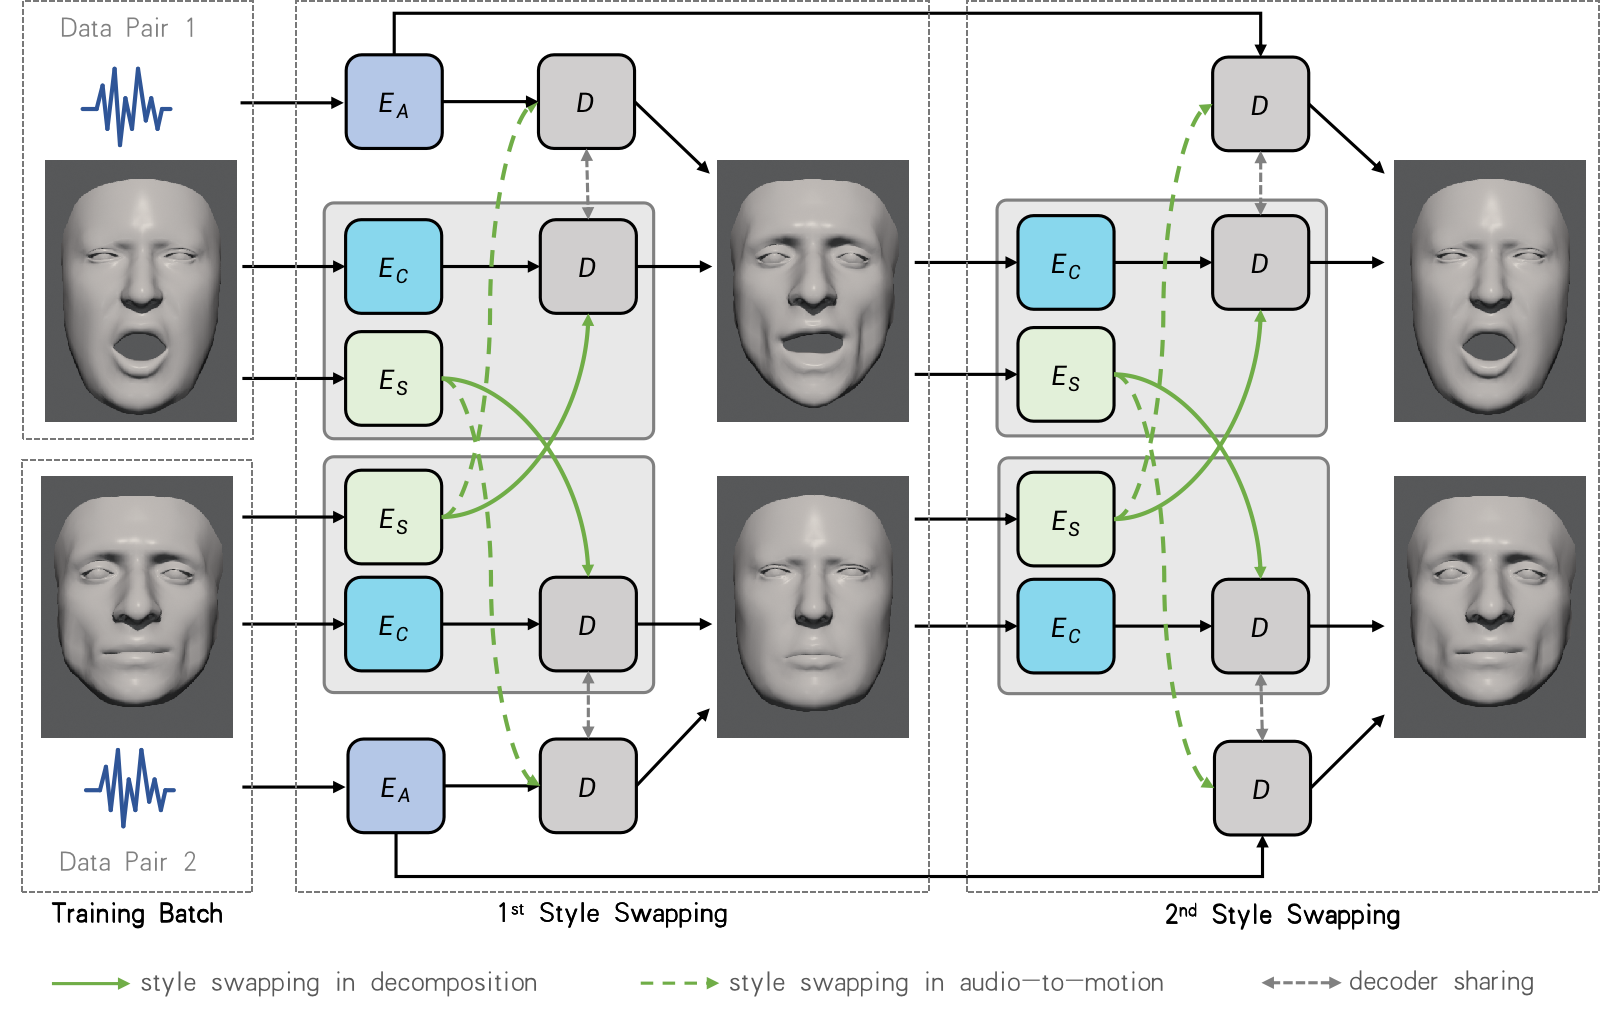 Data Pair 1
E_A
D
D
E_C
D
E_C
D
E_S
E_S
E_S
E_S
E_C
D
E_C
D
E_A
D
D
Data Pair 2
Training Batch
1st Style Swapping
2nd Style Swapping
style swapping in decomposition
style swapping in audio-to-motion
decoder sharing